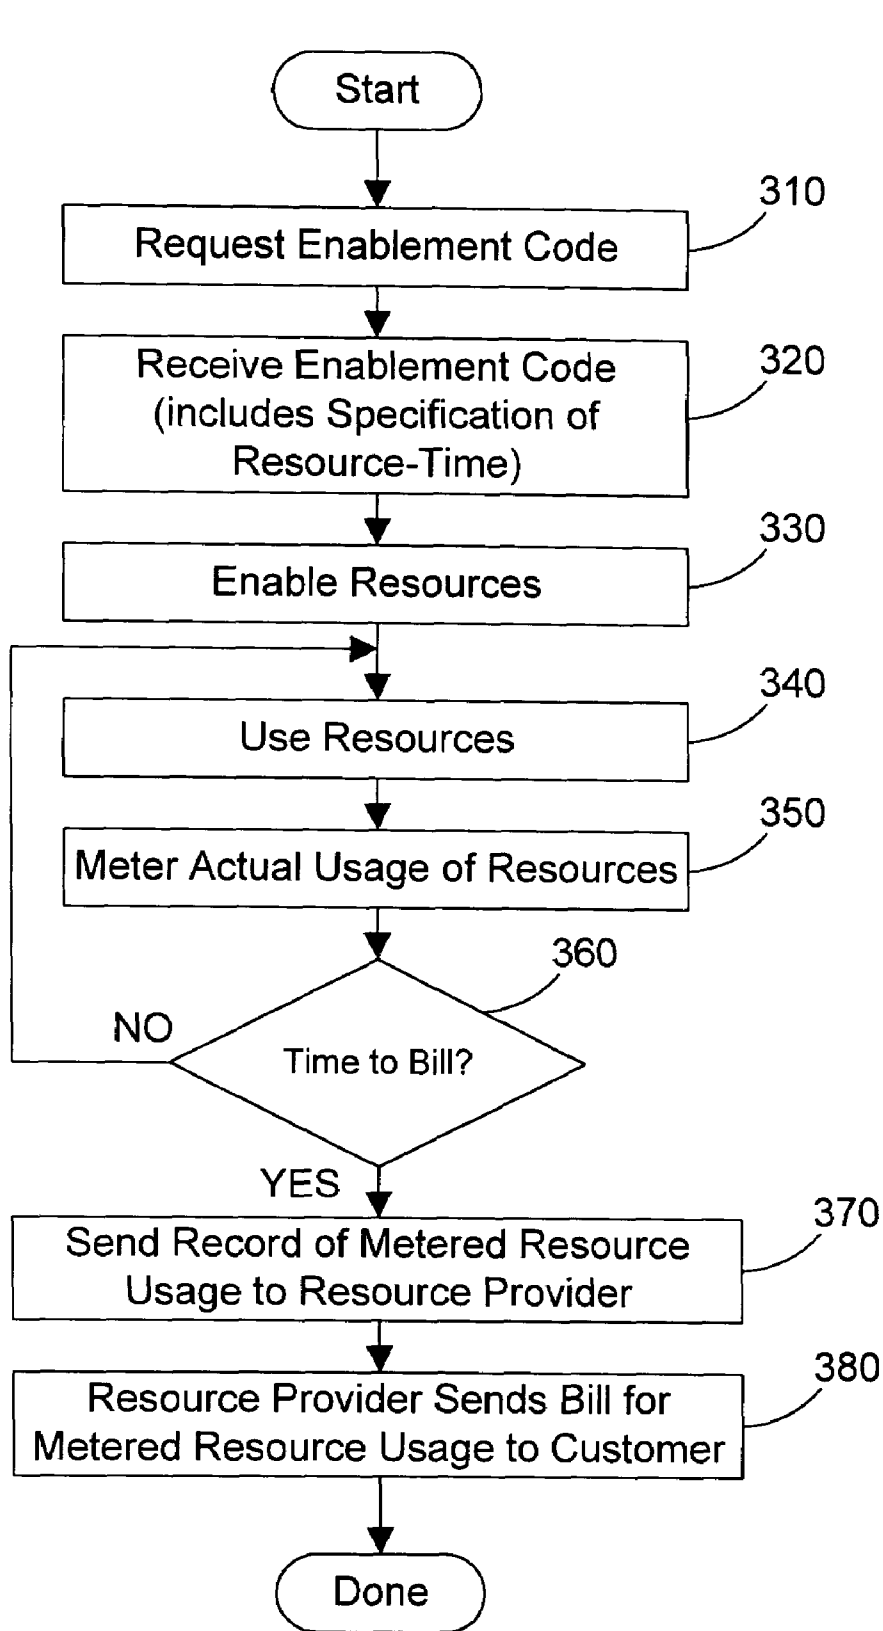 Start
310
Request Enablement Code
320
Receive Enablement Code
(includes Specification of
Resource-Time)
330
Enable Resources
340
Use Resources
350
Meter Actual Usage of Resources
360
NO
Time to Bill?
YES
370
Send Record of Metered Resource
Usage to Resource Provider
380
Resource Provider Sends Bill for
Metered Resource Usage to Customer
Done